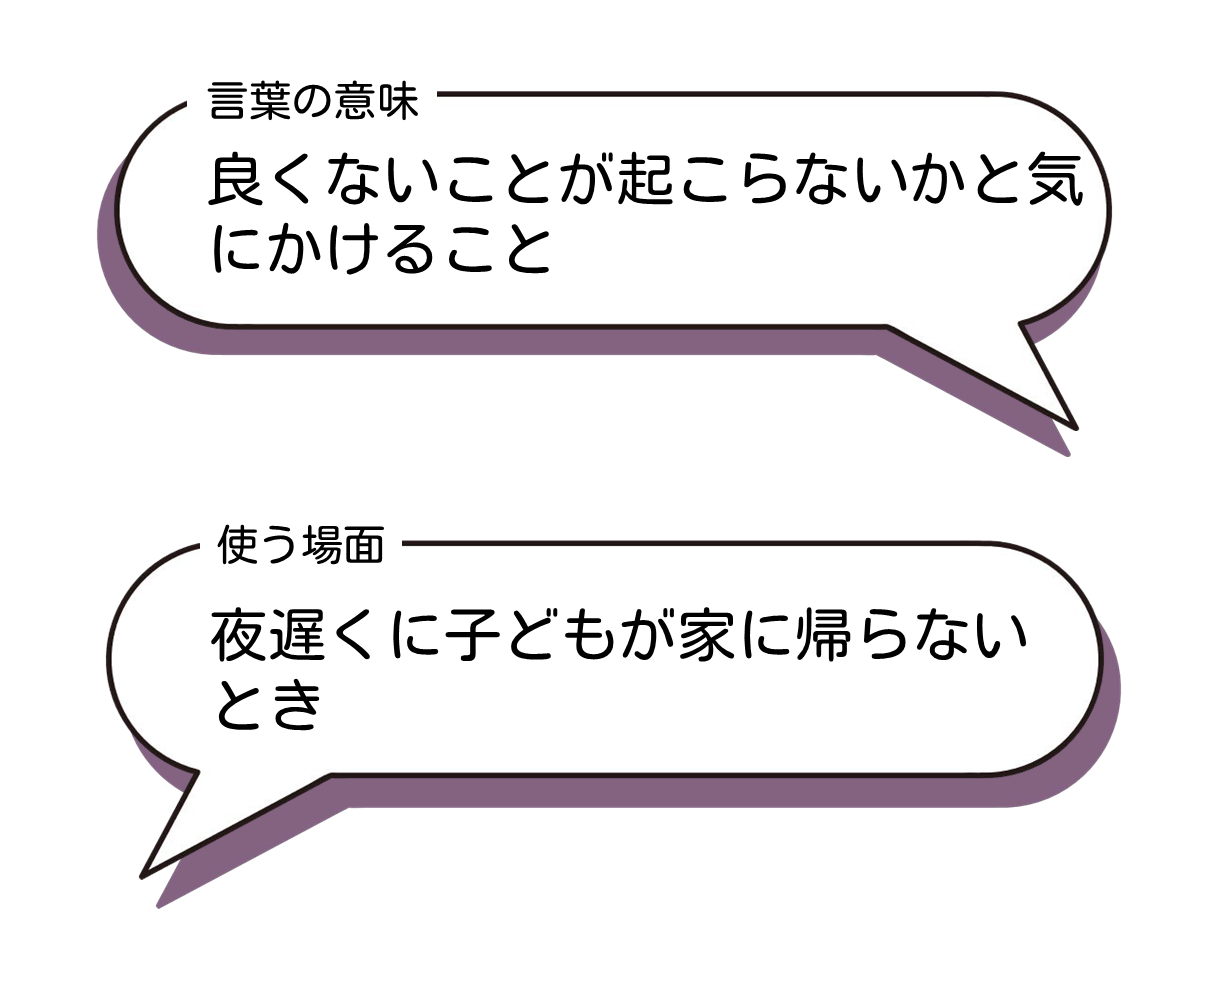 言葉の意味
良くないことが起こらないかと気
にかけること
使う場面
夜遅くに子どもが家に帰らない
とき